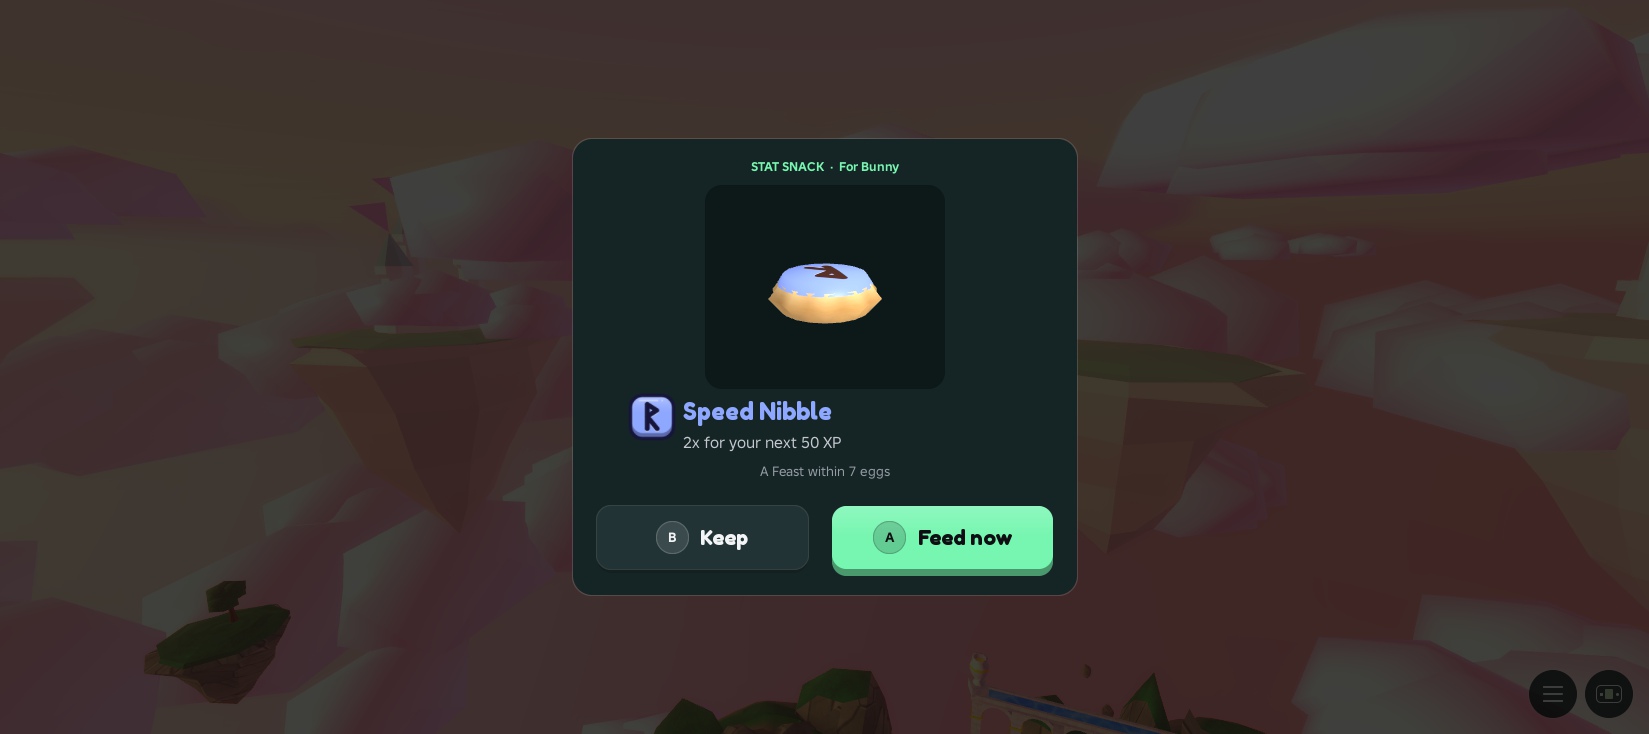 STAT SNACK · For Bunny
Speed Nibble
2x for your next 50 XP
A Feast within 7 eggs
B Keep
A Feed now